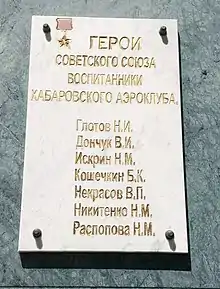 ГЕРОИ
СОВЕТСКОГО СОЮЗА
ВОСПИТАННИКИ
ХАБАРОВСКОГО АЭРОКЛУБА.
Глотов Н.И.
Дончук В.И.
Искрин Н.М.
Кошечкин Б.К.
Некрасов В.П.
Никитенко Н.М.
Распопова Н.М.